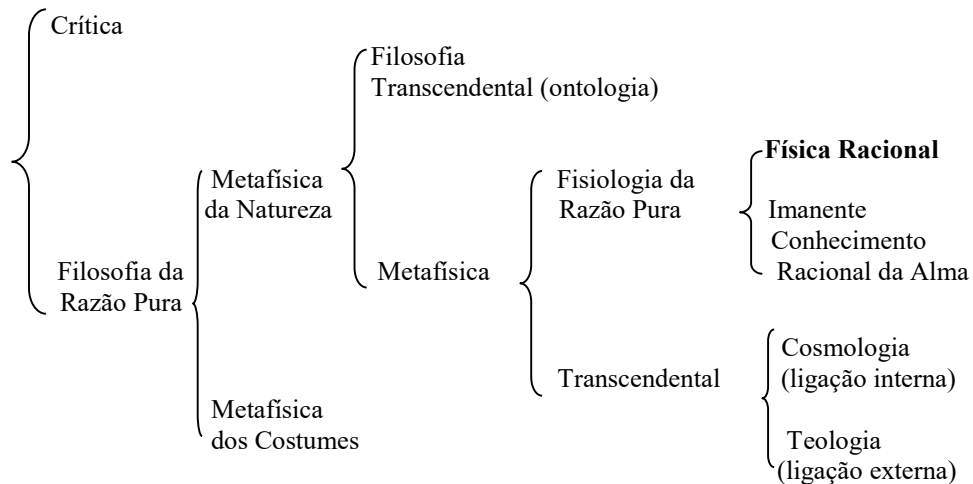 Crítica
Filosofia da
Razão Pura
Metafísica
da Natureza
Metafísica
dos Costumes
Filosofia
Transcendental (ontologia)
Metafísica
Fisiologia da
Razão Pura
Transcendental
Física Racional
Imanente
Conhecimento
Racional da Alma
Cosmologia
(ligação interna)
Teologia
(ligação externa)